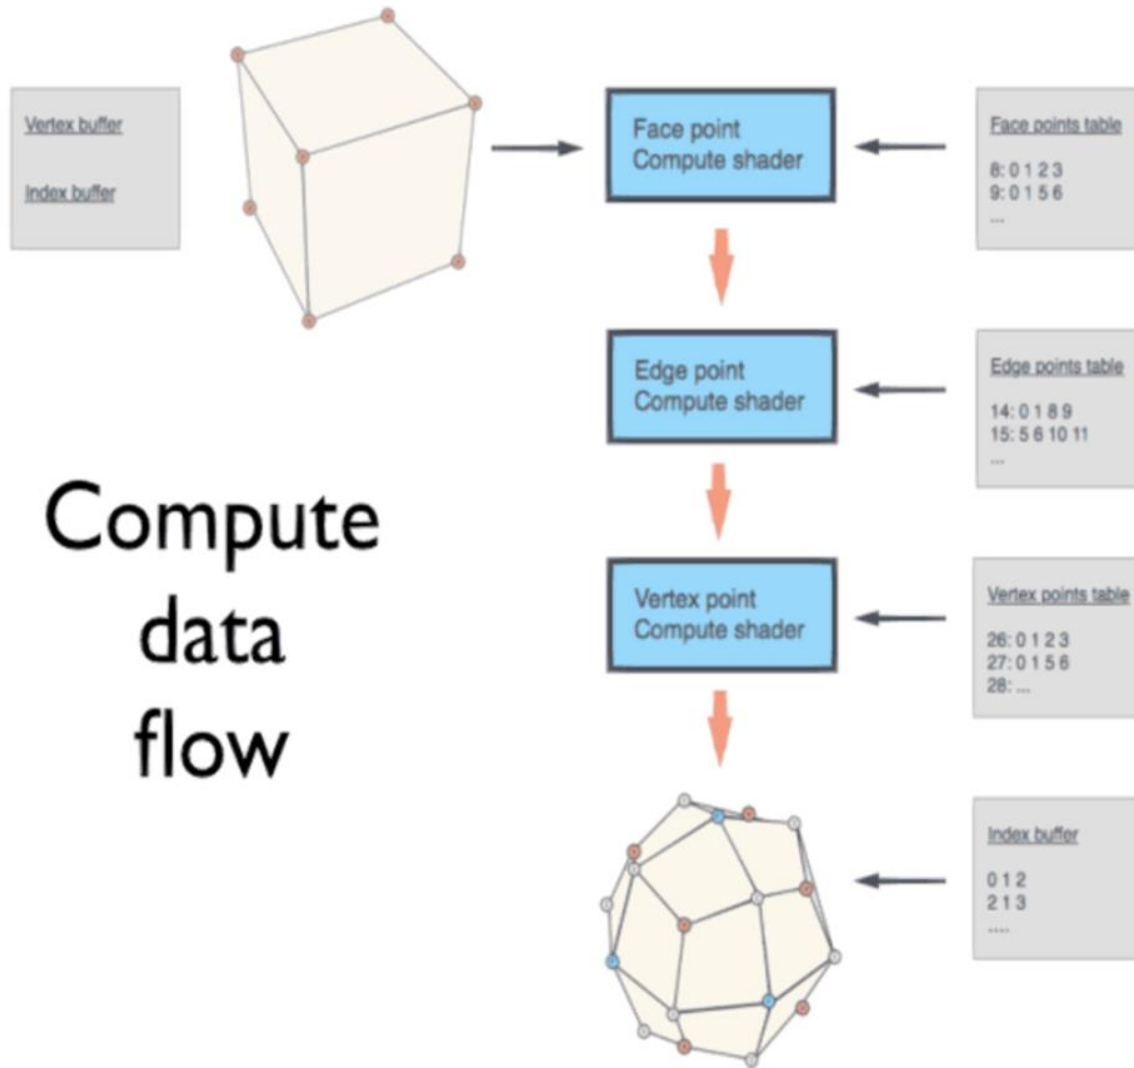 Vertex buffer
Index buffer
Face point
Compute shader
Face points table
8: 0 1 2 3
9: 0 1 5 6
...
Edge point
Compute shader
Edge points table
14: 0 1 8 9
15: 5 6 10 11
...
Compute
data
flow
Vertex point
Compute shader
Vertex points table
26: 0 1 2 3
27: 0 1 5 6
28: ...
Index buffer
0 1 2
2 1 3
....